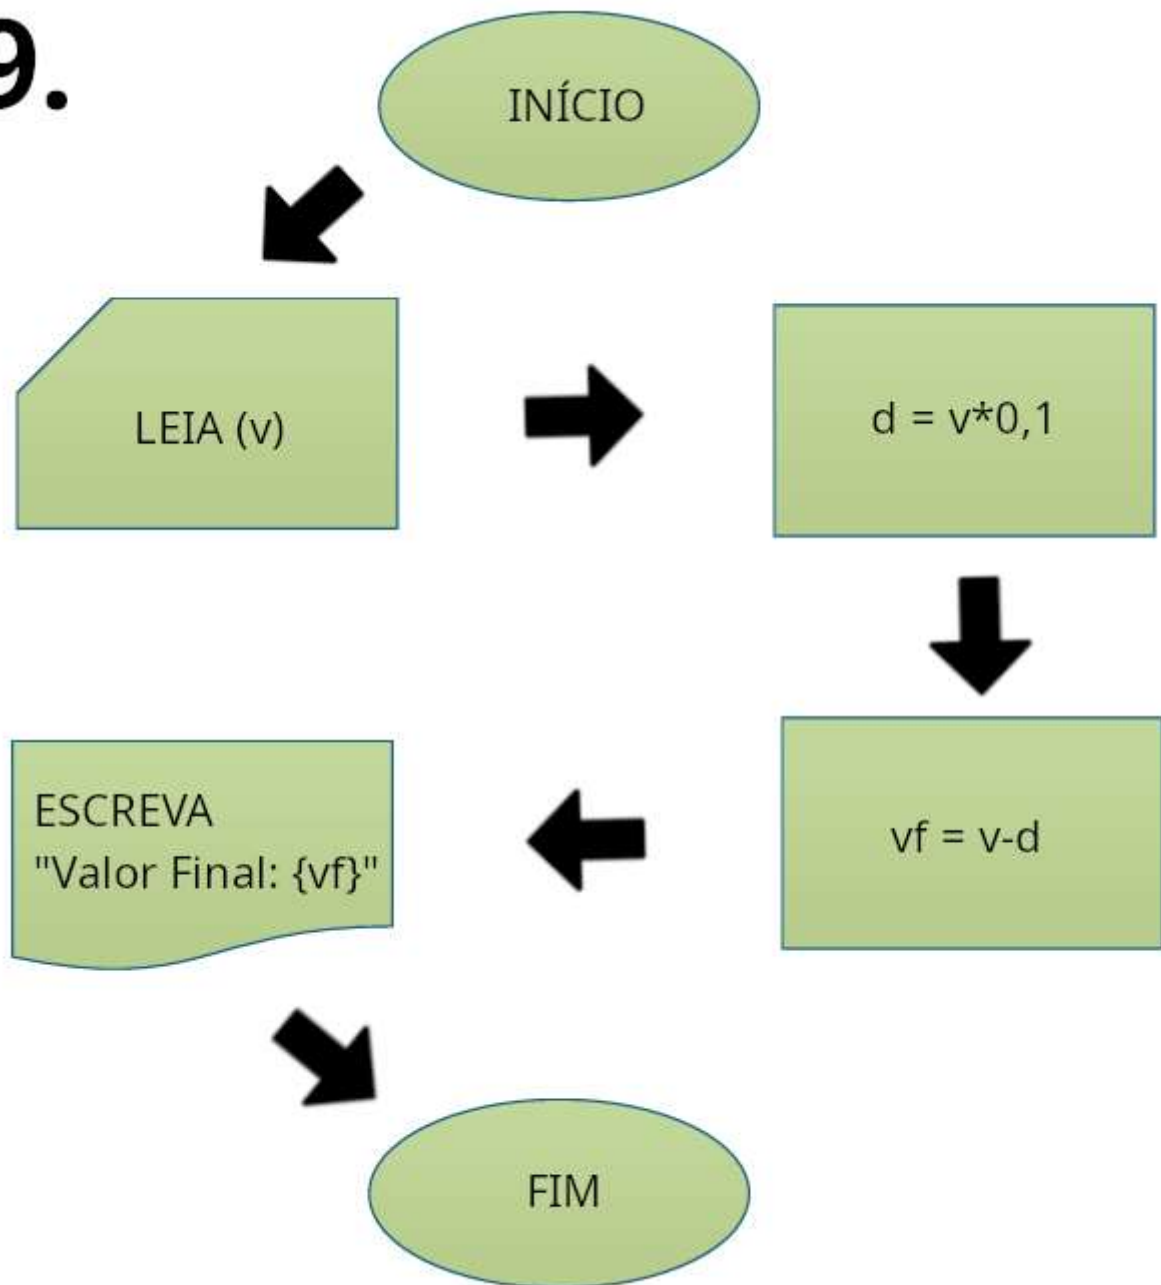 9.
INÍCIO
LEIA (v)
d = v*0,1
vf = v-d
ESCREVA
"Valor Final: {vf}"
FIM